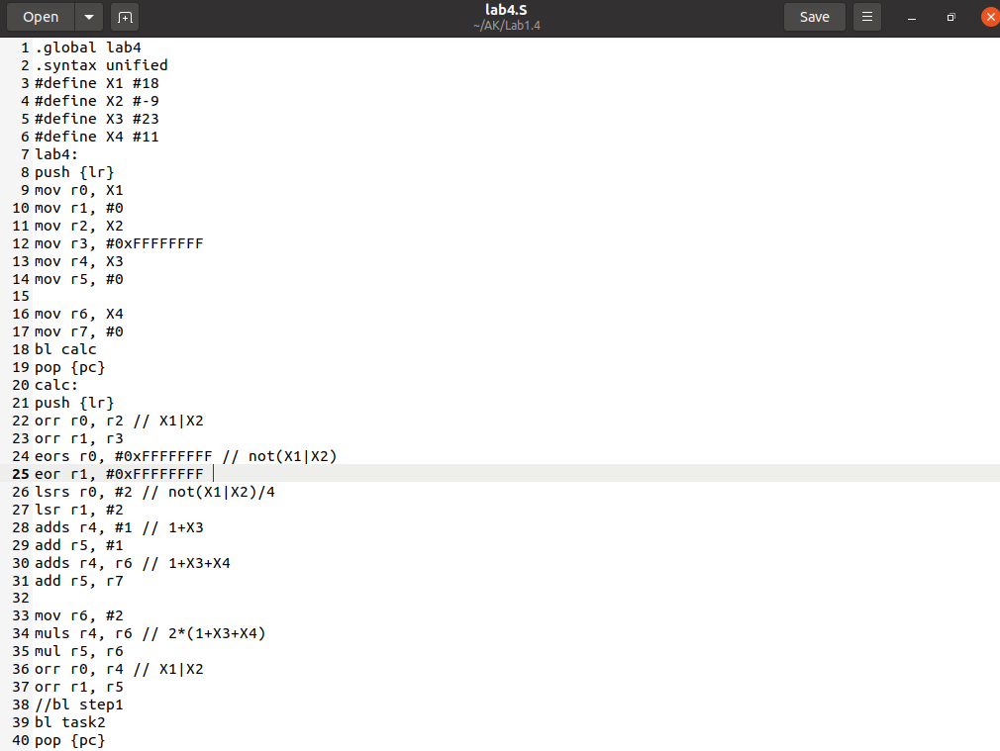 Open
lab4.S
~/AK/Lab1.4
Save
1 .global lab4
2 .syntax unified
3 #define X1 #18
4 #define X2 #-9
5 #define X3 #23
6 #define X4 #11
7 lab4:
8 push {lr}
9 mov r0, X1
10 mov r1, #0
11 mov r2, X2
12 mov r3, #0xFFFFFFFF
13 mov r4, X3
14 mov r5, #0
15
16 mov r6, X4
17 mov r7, #0
18 bl calc
19 pop {pc}
20 calc:
21 push {lr}
22 orr r0, r2 // X1|X2
23 orr r1, r3
24 eors r0, #0xFFFFFFFF // not(X1|X2)
25 eor r1, #0xFFFFFFFF
26 lsrs r0, #2 // not(X1|X2)/4
27 lsr r1, #2
28 adds r4, #1 // 1+X3
29 add r5, #1
30 adds r4, r6 // 1+X3+X4
31 add r5, r7
32
33 mov r6, #2
34 muls r4, r6 // 2*(1+X3+X4)
35 mul r5, r6
36 orr r0, r4 // X1|X2
37 orr r1, r5
38 //bl step1
39 bl task2
40 pop {pc}